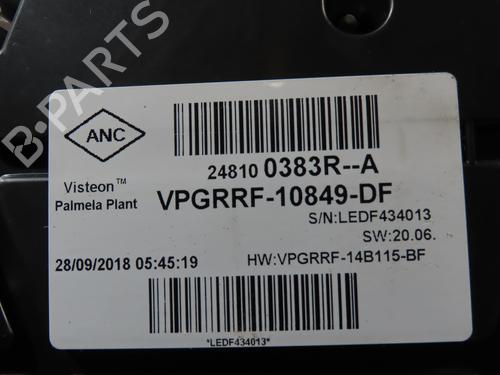 B-PARTS
ANC
24810 0383R--A
Visteon™
Palmela Plant
VPGRRF-10849-DF
S/N:LEDF434013
SW:20.06.
28/09/2018 05:45:19
HW:VPGRRF-14B115-BF
*LEDF434013*